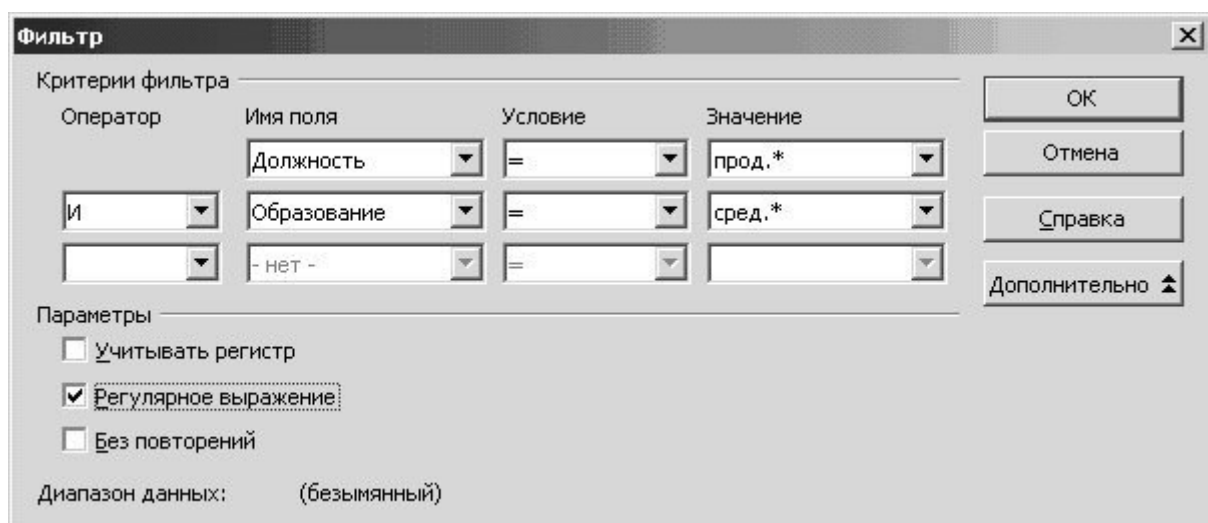 Фильтр
Критерии фильтра
Оператор Имя поля Условие Значение
Должность = прод.*
И Образование = сред.*
- нет - =
ОК
Отмена
Справка
Дополнительно
Параметры
Учитывать регистр
Регулярное выражение
Без повторений
Диапазон данных: (безымянный)